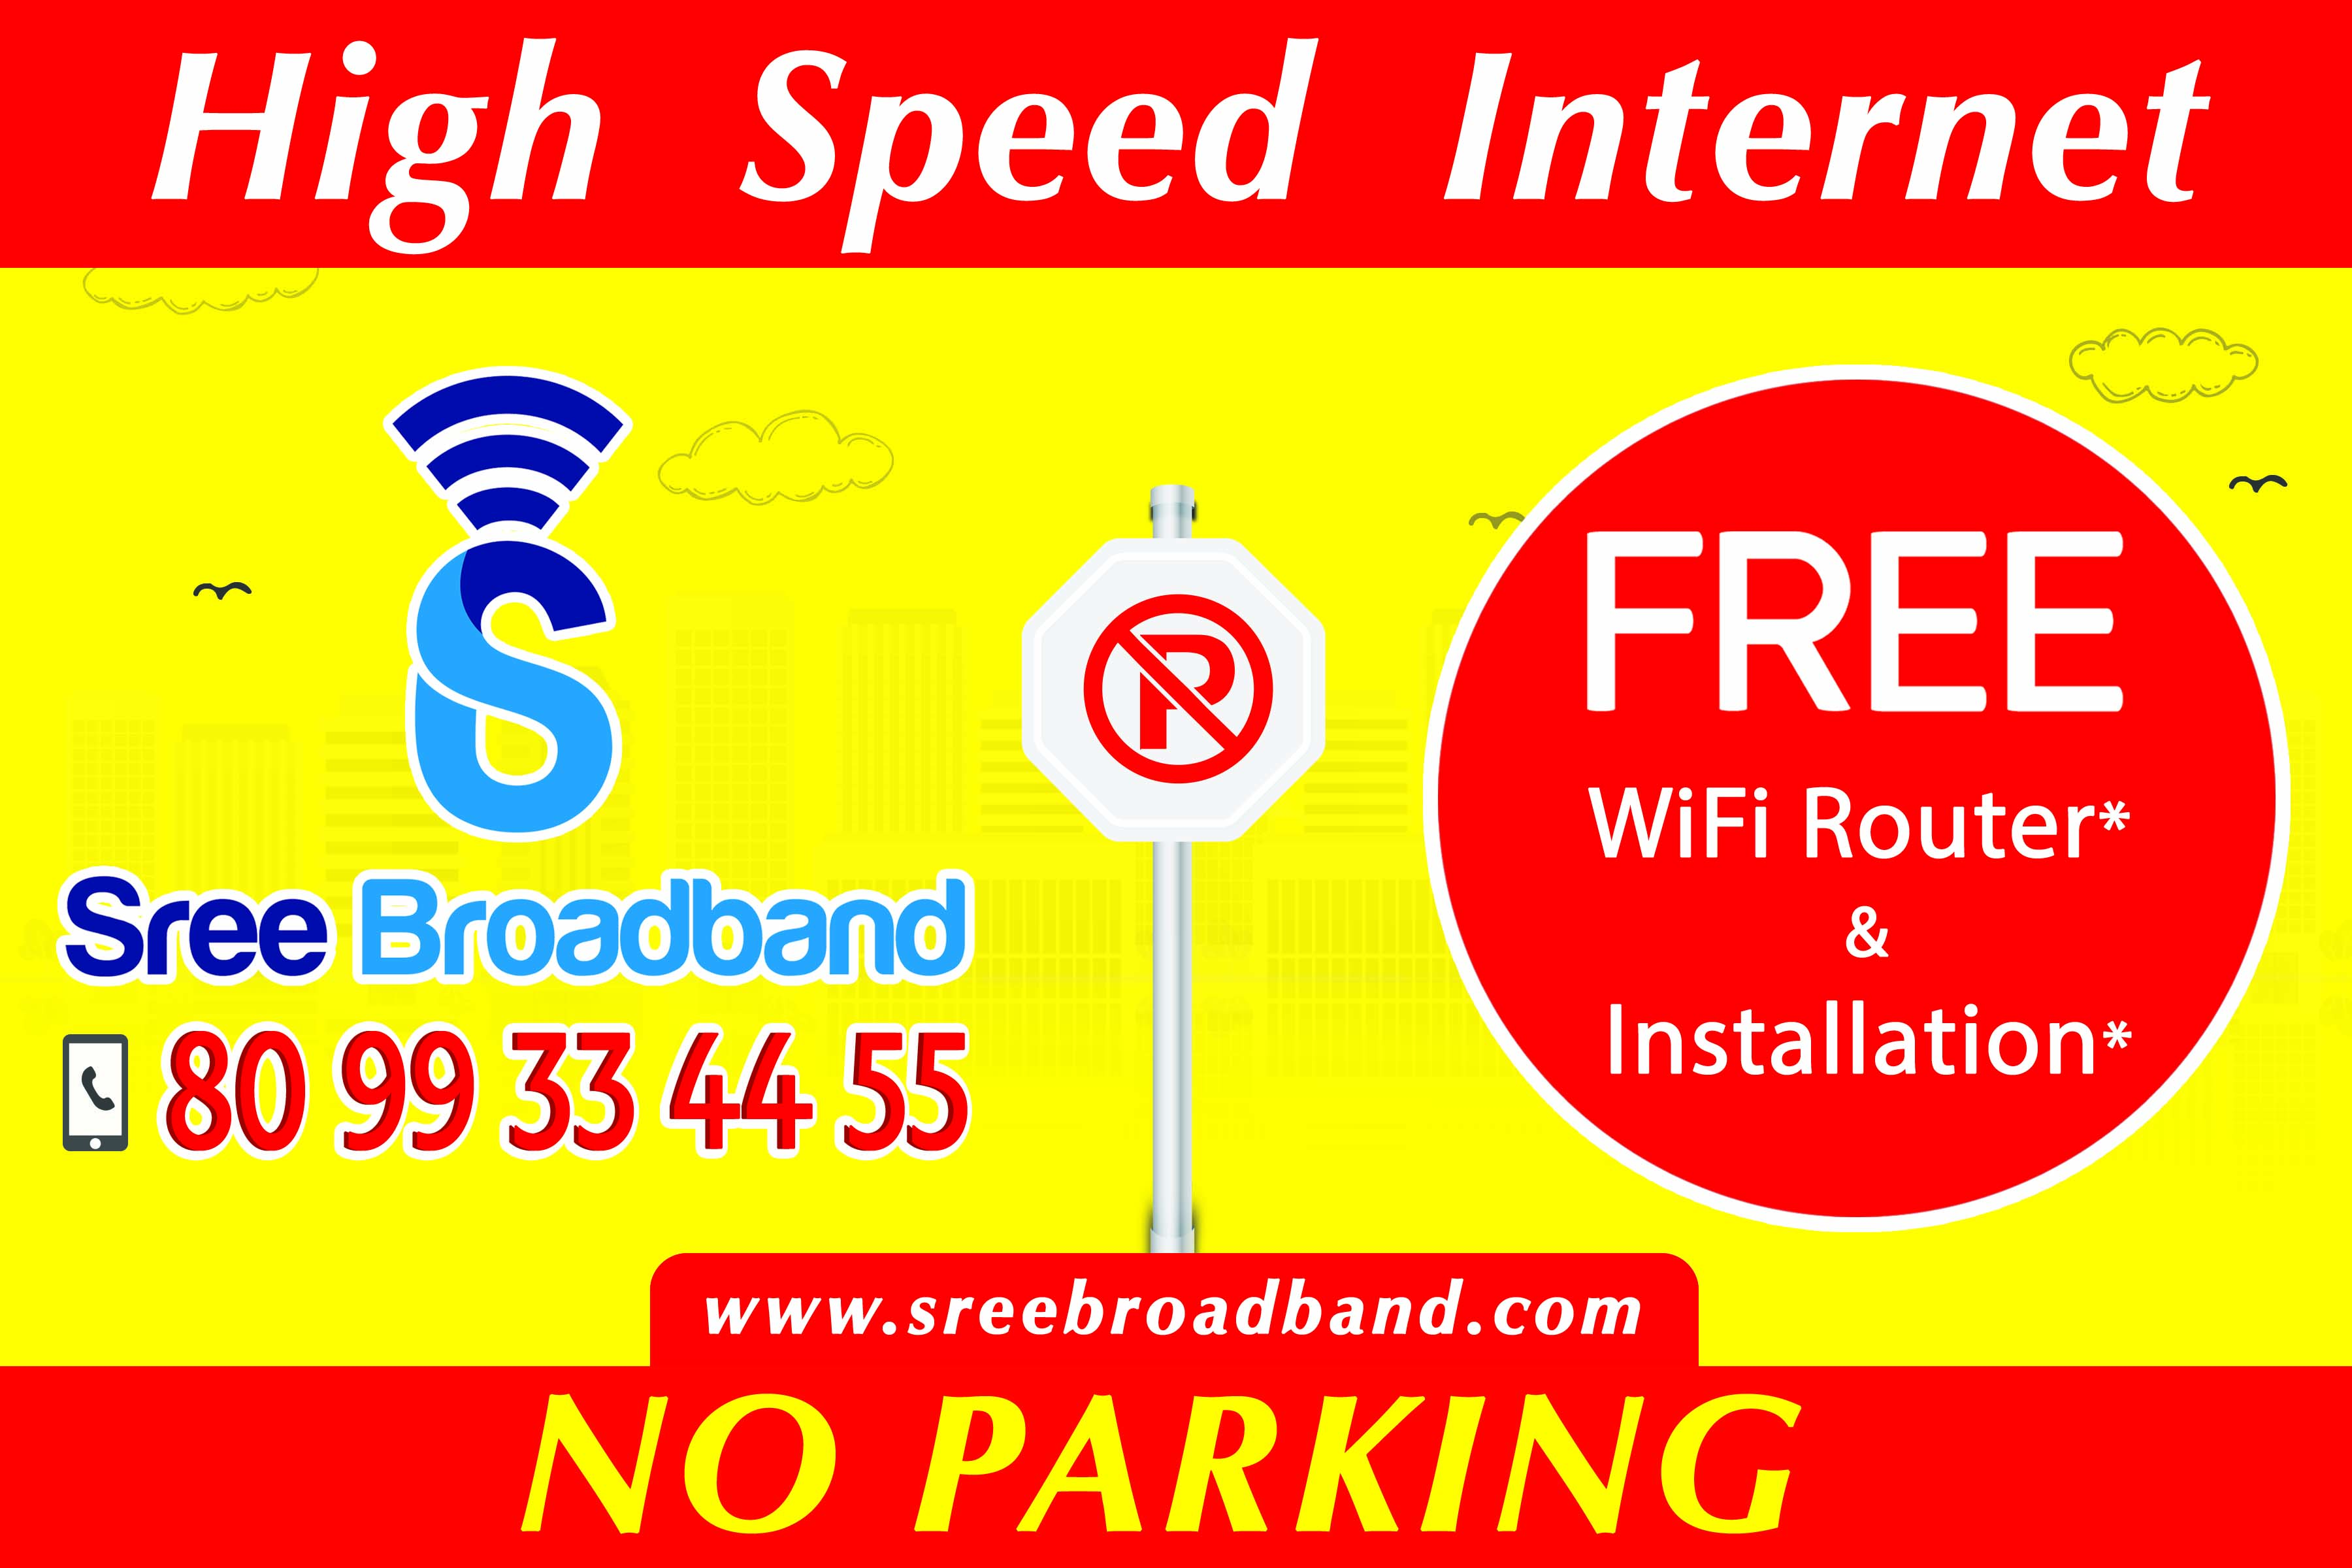 High Speed Internet
Sree Broadband
80 99 33 44 55
P
FREE
WiFi Router*
&
Installation*
www.sreebroadband.com
NO PARKING